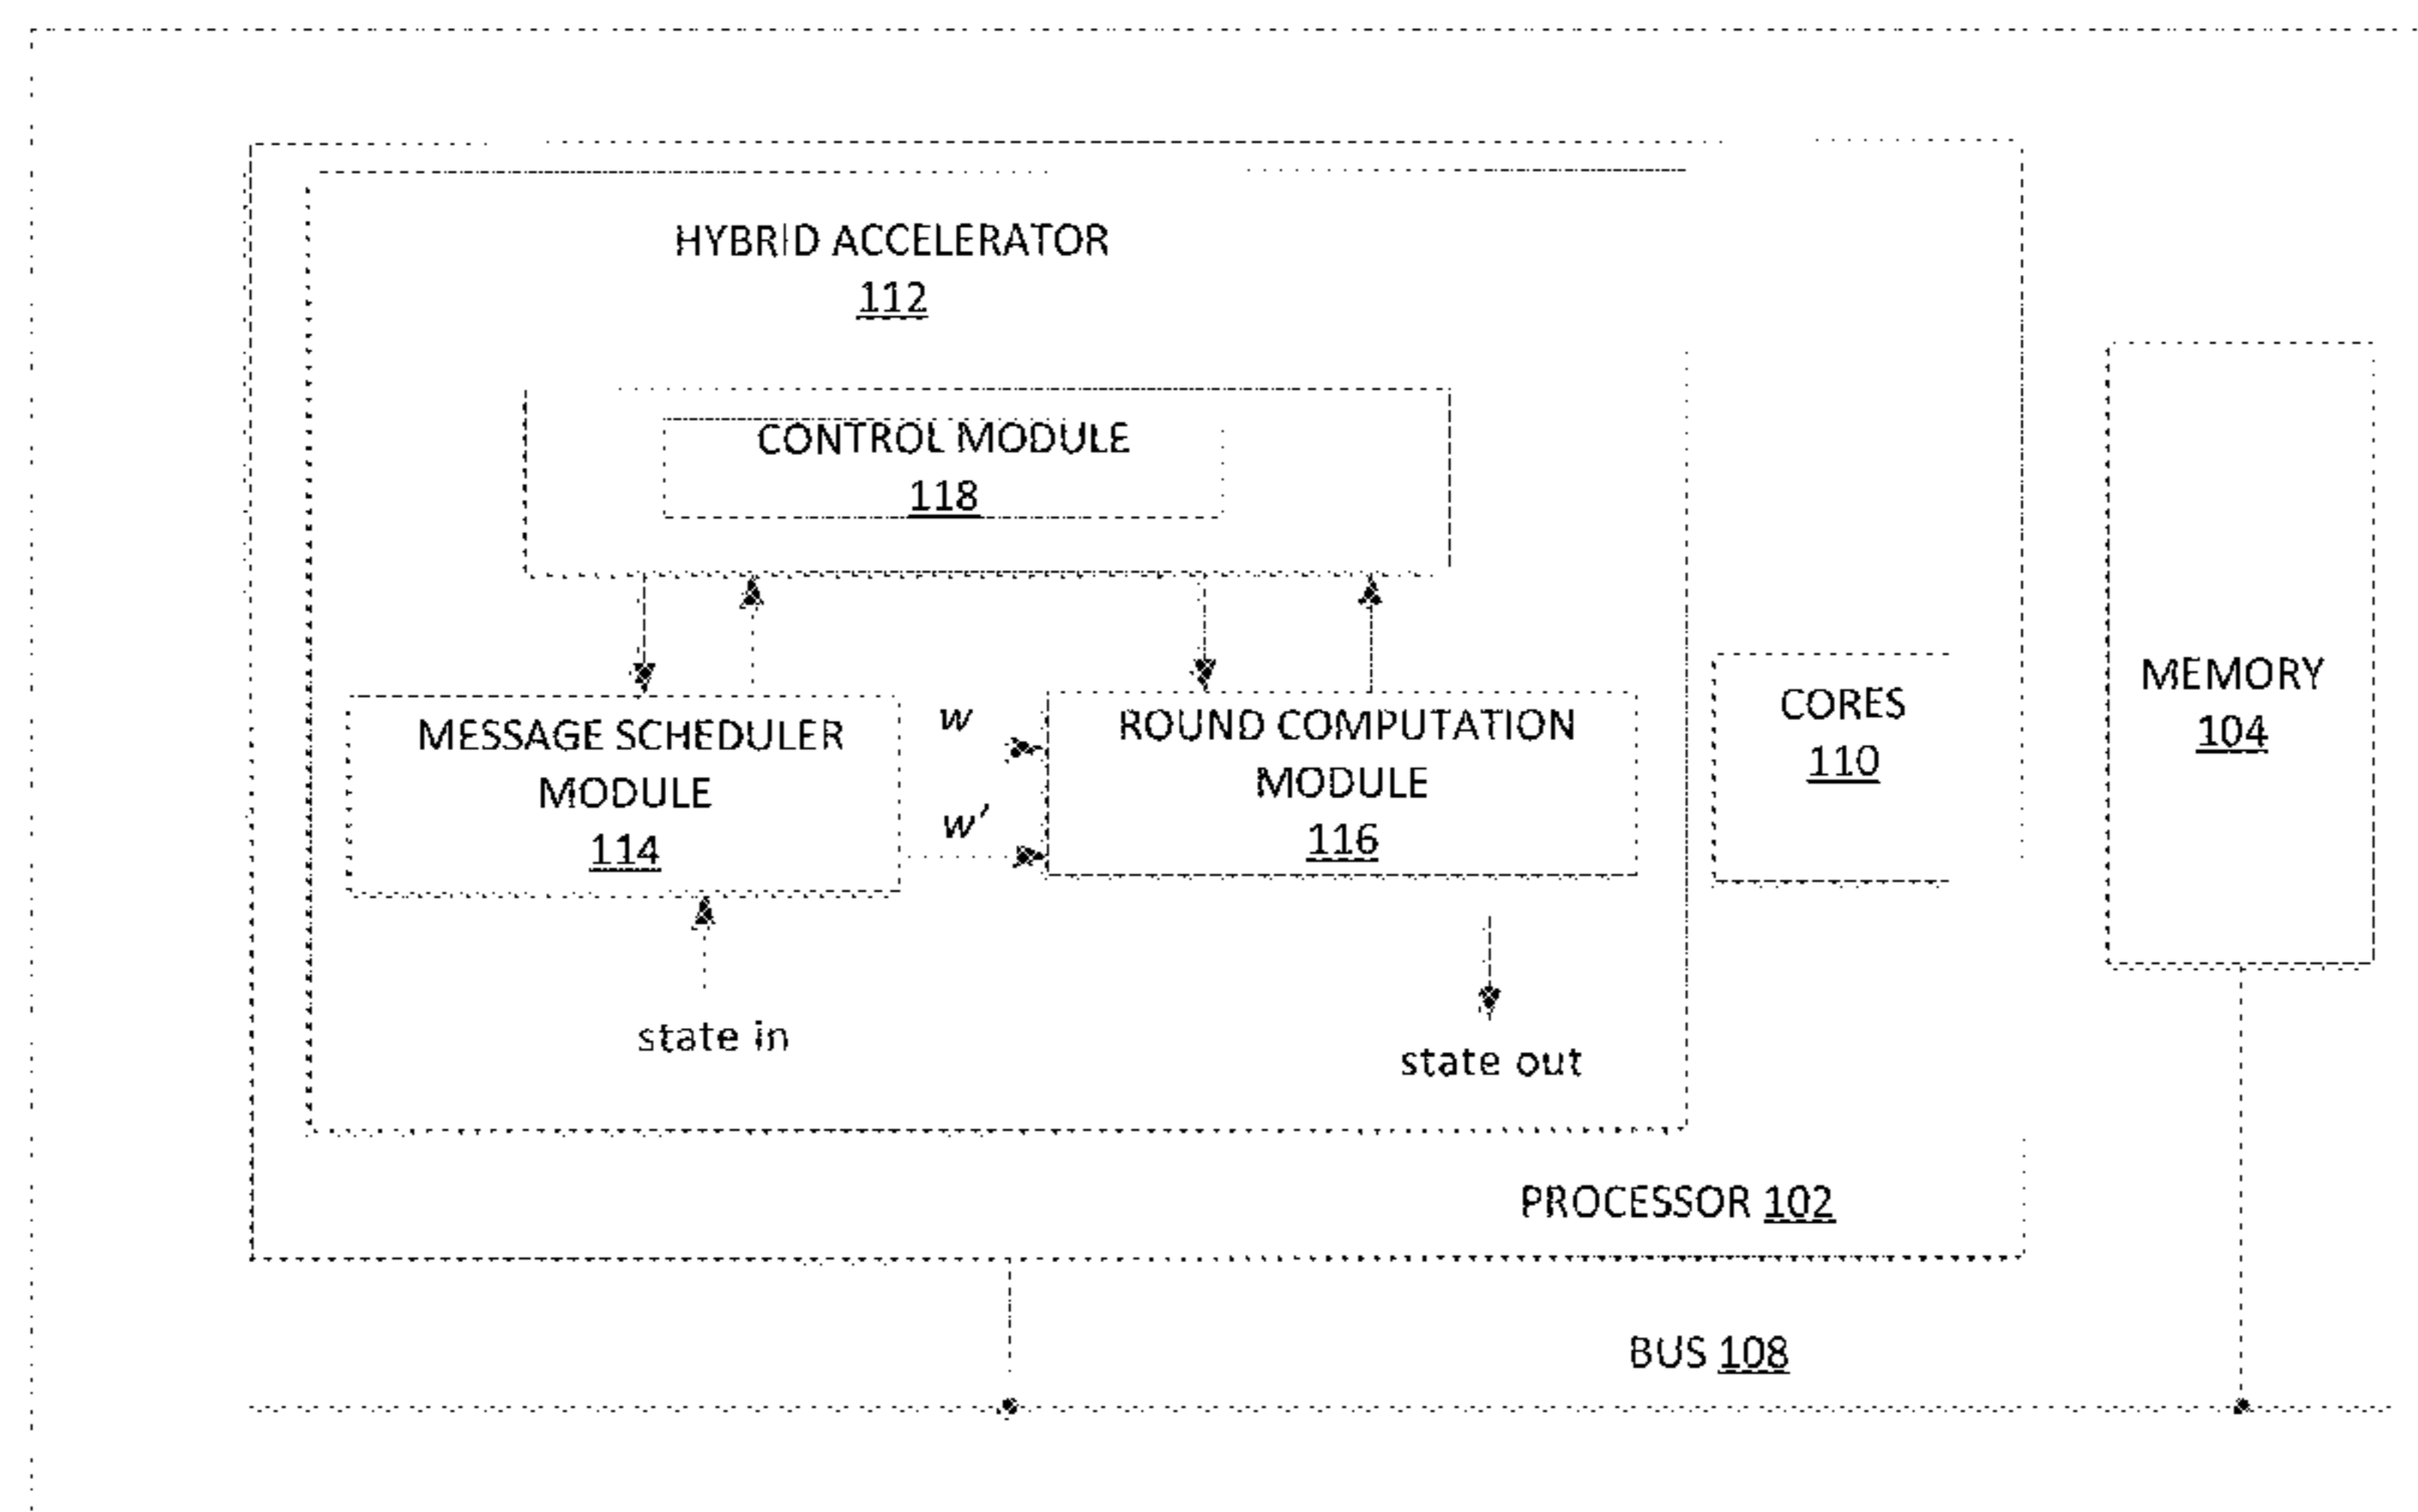 HYBRID ACCELERATOR
112
CONTROL MODULE
118
MESSAGE SCHEDULER
MODULE
114
w
w'
ROUND COMPUTATION
MODULE
116
CORES
110
MEMORY
104
state in
state out
PROCESSOR 102
BUS 108